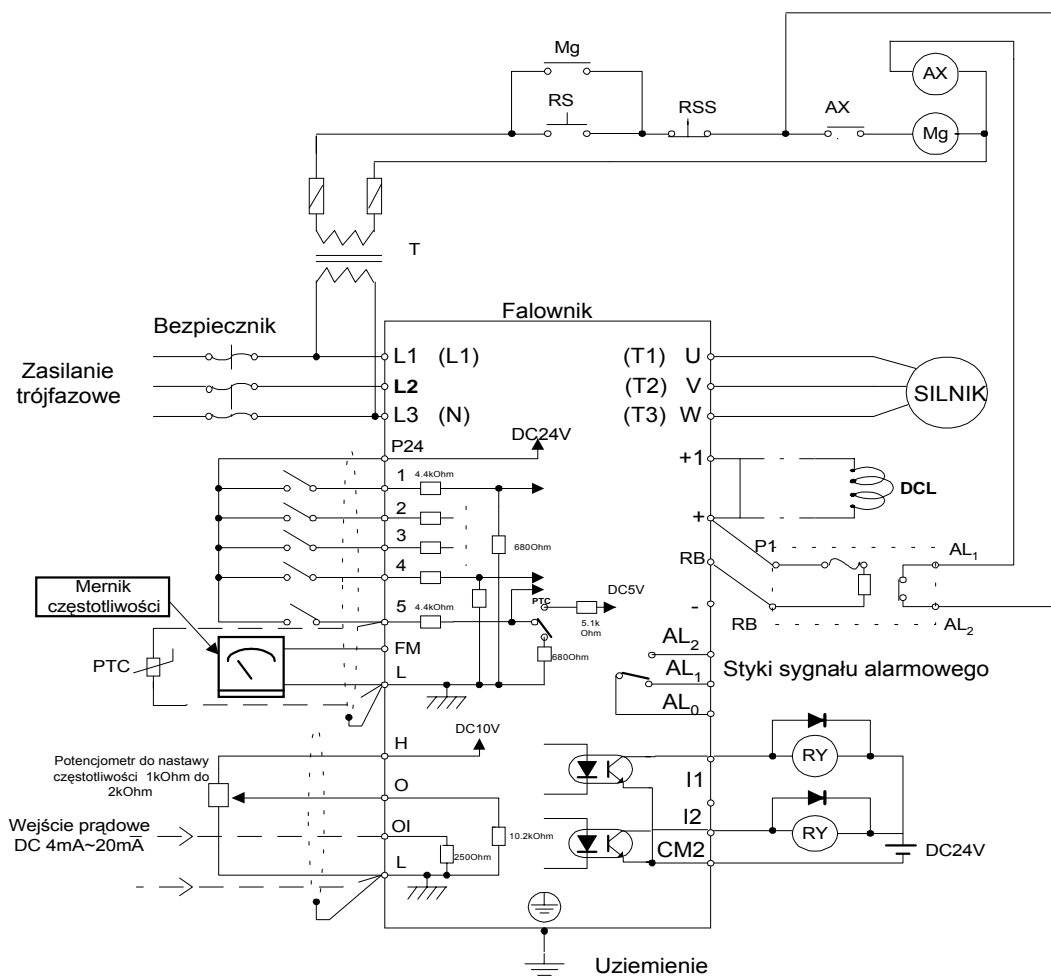 Mg
RS
RSS
AX
AX
Mg
T
Falownik
Bezpiecznik
Zasilanie
trójfazowe
L1 (L1)
L2
L3 (N)
(T1) U
(T2) V
(T3) W
SILNIK
P24
DC24V
1
4.4kOhm
2
3
4
5
4.4kOhm
680Ohm
PTC
DC5V
5.1k
Ohm
680Ohm
+1
+
DCL
RB
-
P1
RB
AL1
AL2
Mernik
częstotliwości
PTC
FM
L
AL2
AL1
AL0
Styki sygnału alarmowego
H
DC10V
Potencjometr do nastawy
częstotliwości 1kOhm do
2kOhm
O
OI
L
10.2kOhm
250Ohm
Wejście prądowe
DC 4mA~20mA
I1
I2
CM2
RY
RY
DC24V
Uziemienie